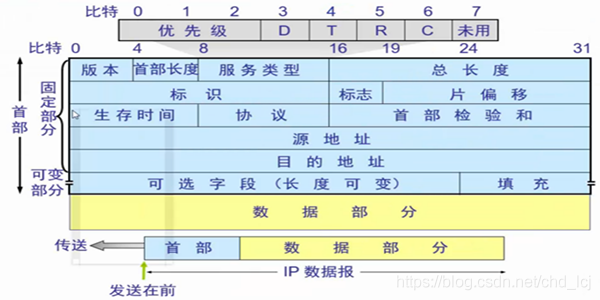 比特 0 1 2 3 4 5 6 7
优先级 D T R C 未用
比特 0 4 8 16 19 24 31
版本 首部长度 服务类型 总长度
标识 标志 片偏移
生存时间 协议 首部检验和
源地址
目的地址
可选字段（长度可变） 填充
首部
固定部分
可变部分
数据部分
传送 首部 数据部分
IP 数据报
发送在前
https://blog.csdn.net/chd_lcj